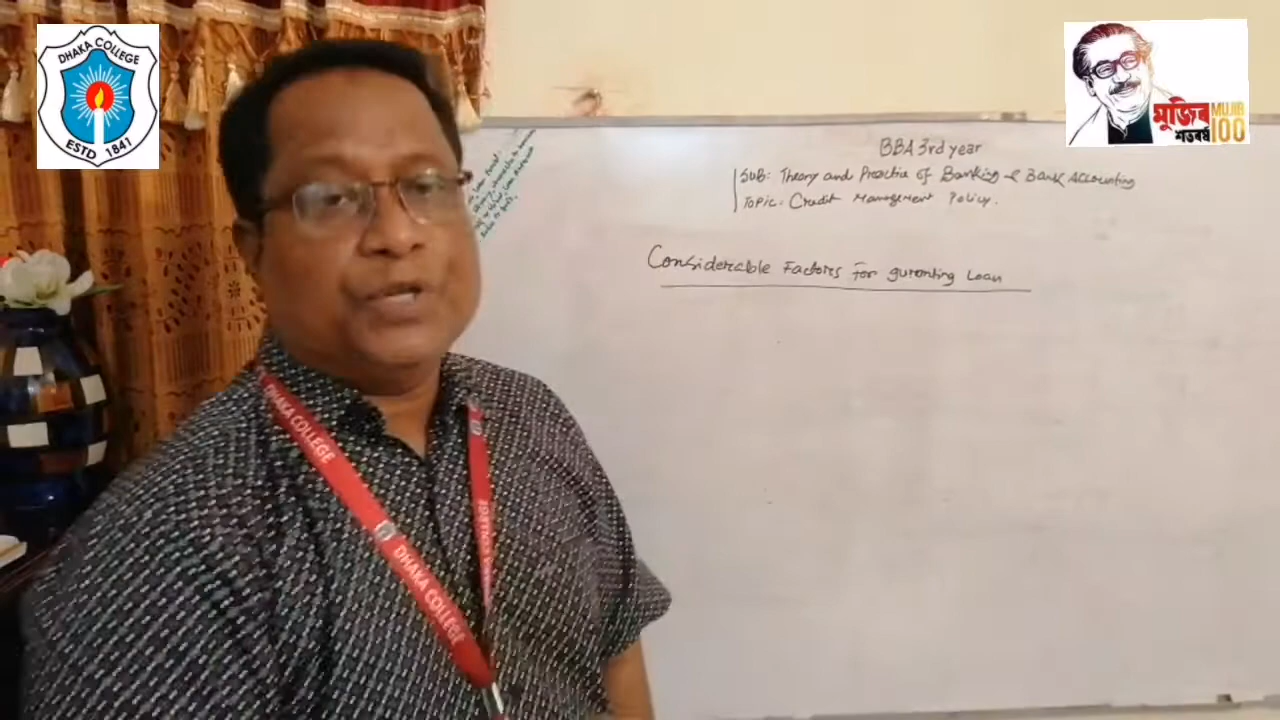 DHAKA COLLEGE
ESTD 1841
মুজিব
শতবর্ষ
MUJIB
100
BBA 3rd year
SUB: Theory and Practice of Banking & Bank Accounting
TOPIC: Credit Management Policy.
Considerable Factors for guranting Loan
DHAKA COLLEGE
DHAKA COLLEGE